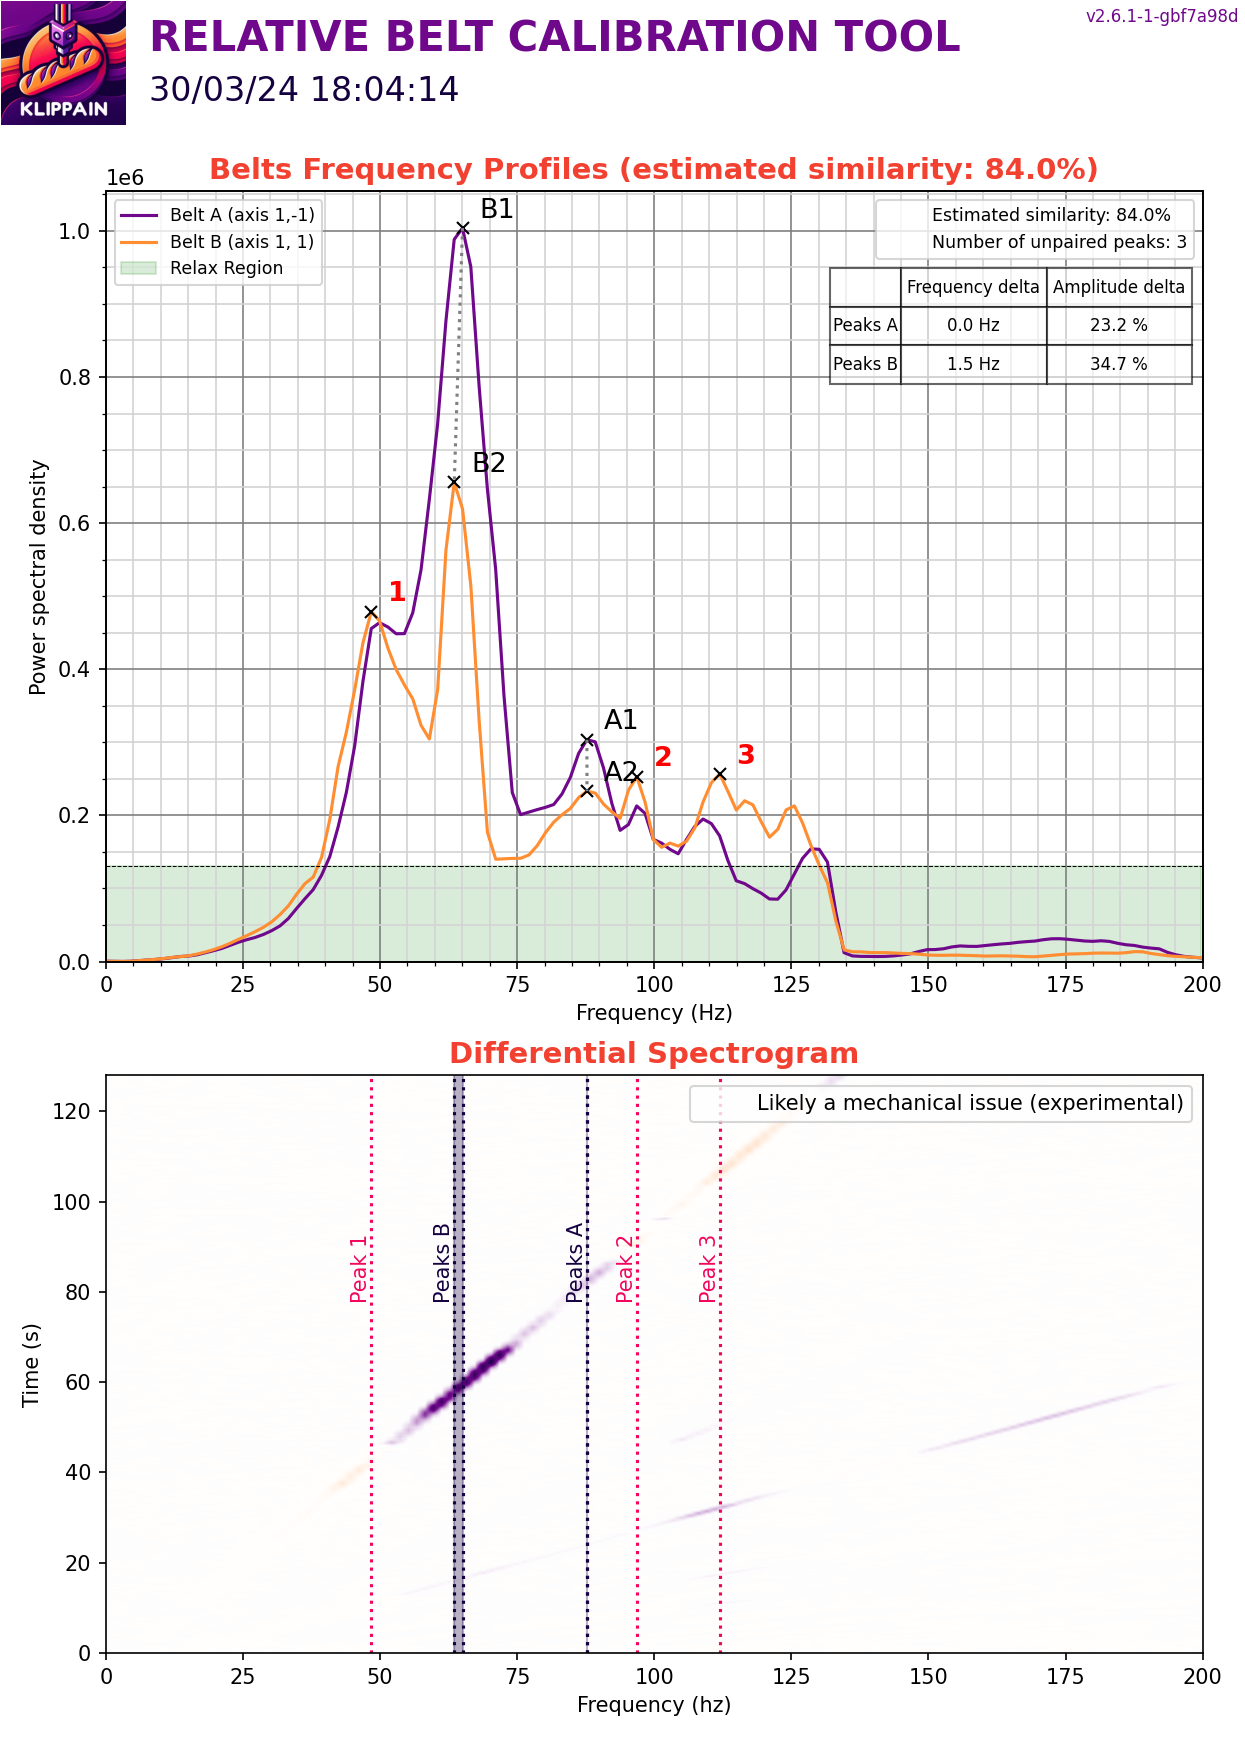 v2.6.1-1-gbf7a98d
RELATIVE BELT CALIBRATION TOOL
30/03/24 18:04:14
KLIPPAIN
Belts Frequency Profiles (estimated similarity: 84.0%)
1e6
Belt A (axis 1,-1)
Belt B (axis 1, 1)
Relax Region
Estimated similarity: 84.0%
Number of unpaired peaks: 3
Frequency delta Amplitude delta
Peaks A 0.0 Hz 23.2 %
Peaks B 1.5 Hz 34.7 %
B1
B2
1
A1
A2
2
3
Power spectral density
1.0
0.8
0.6
0.4
0.2
0.0
0 25 50 75 100 125 150 175 200
Frequency (Hz)
Differential Spectrogram
Likely a mechanical issue (experimental)
Peak 1
Peaks B
Peaks A
Peak 2
Peak 3
Time (s)
120
100
80
60
40
20
0
0 25 50 75 100 125 150 175 200
Frequency (hz)